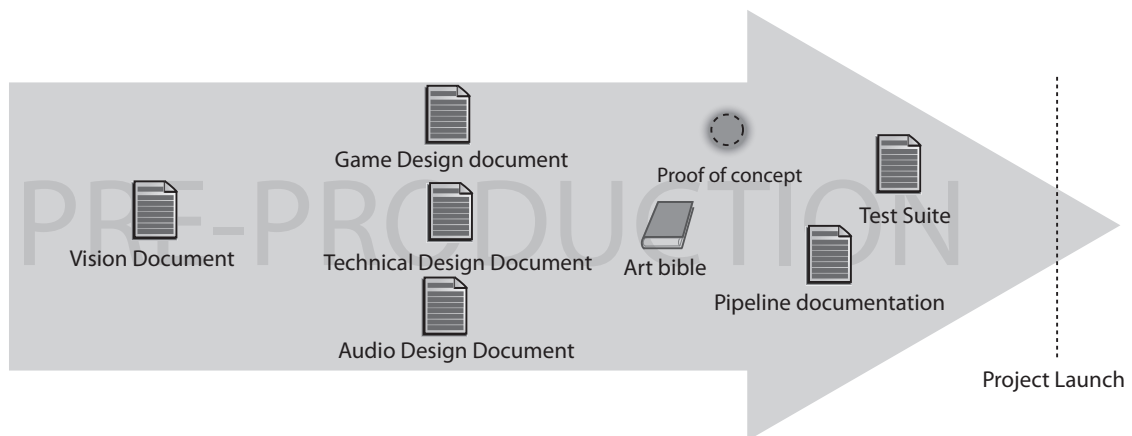 PRE-PRODUCTION
Vision Document
Game Design document
Technical Design Document
Audio Design Document
Proof of concept
Art bible
Pipeline documentation
Test Suite
Project Launch